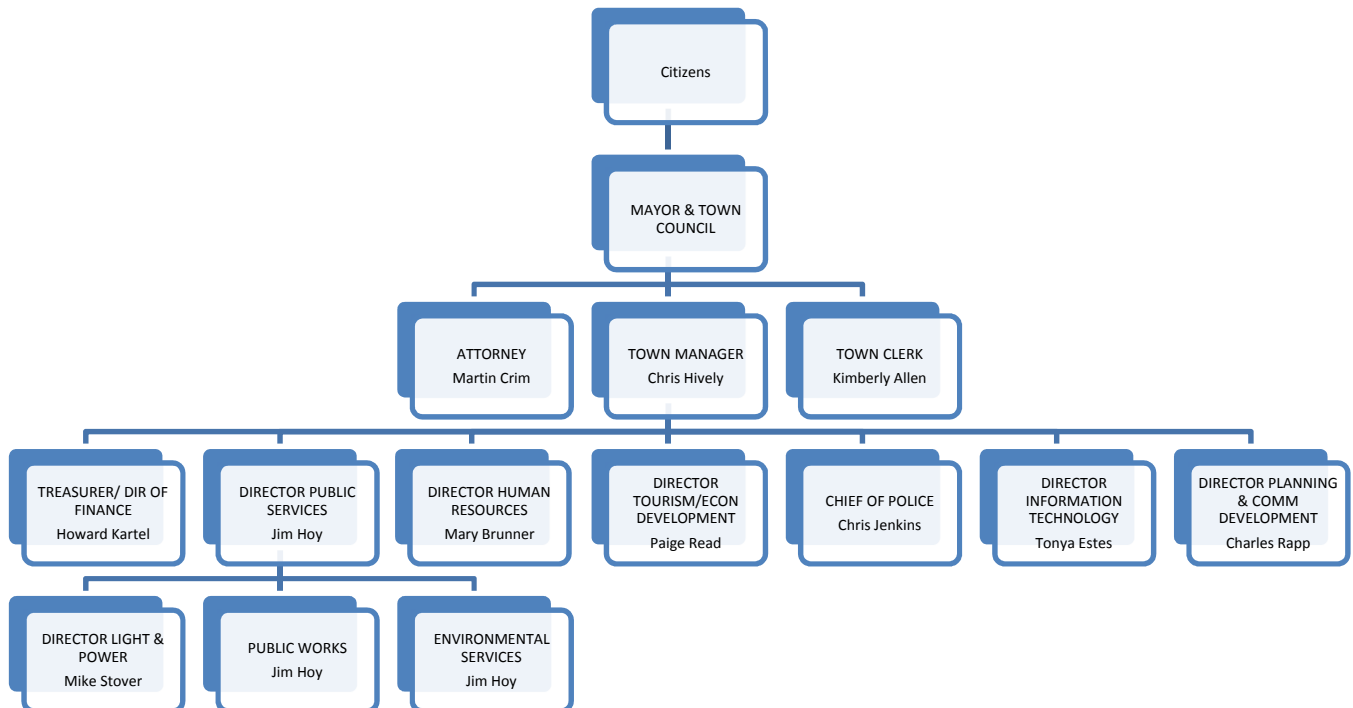 Citizens
MAYOR & TOWN
COUNCIL
ATTORNEY
Martin Crim
TOWN MANAGER
Chris Hively
TOWN CLERK
Kimberly Allen
TREASURER/ DIR OF
FINANCE
Howard Kartel
DIRECTOR PUBLIC
SERVICES
Jim Hoy
DIRECTOR HUMAN
RESOURCES
Mary Brunner
DIRECTOR
TOURISM/ECON
DEVELOPMENT
Paige Read
CHIEF OF POLICE
Chris Jenkins
DIRECTOR
INFORMATION
TECHNOLOGY
Tonya Estes
DIRECTOR PLANNING
& COMM
DEVELOPMENT
Charles Rapp
DIRECTOR LIGHT &
POWER
Mike Stover
PUBLIC WORKS
Jim Hoy
ENVIRONMENTAL
SERVICES
Jim Hoy